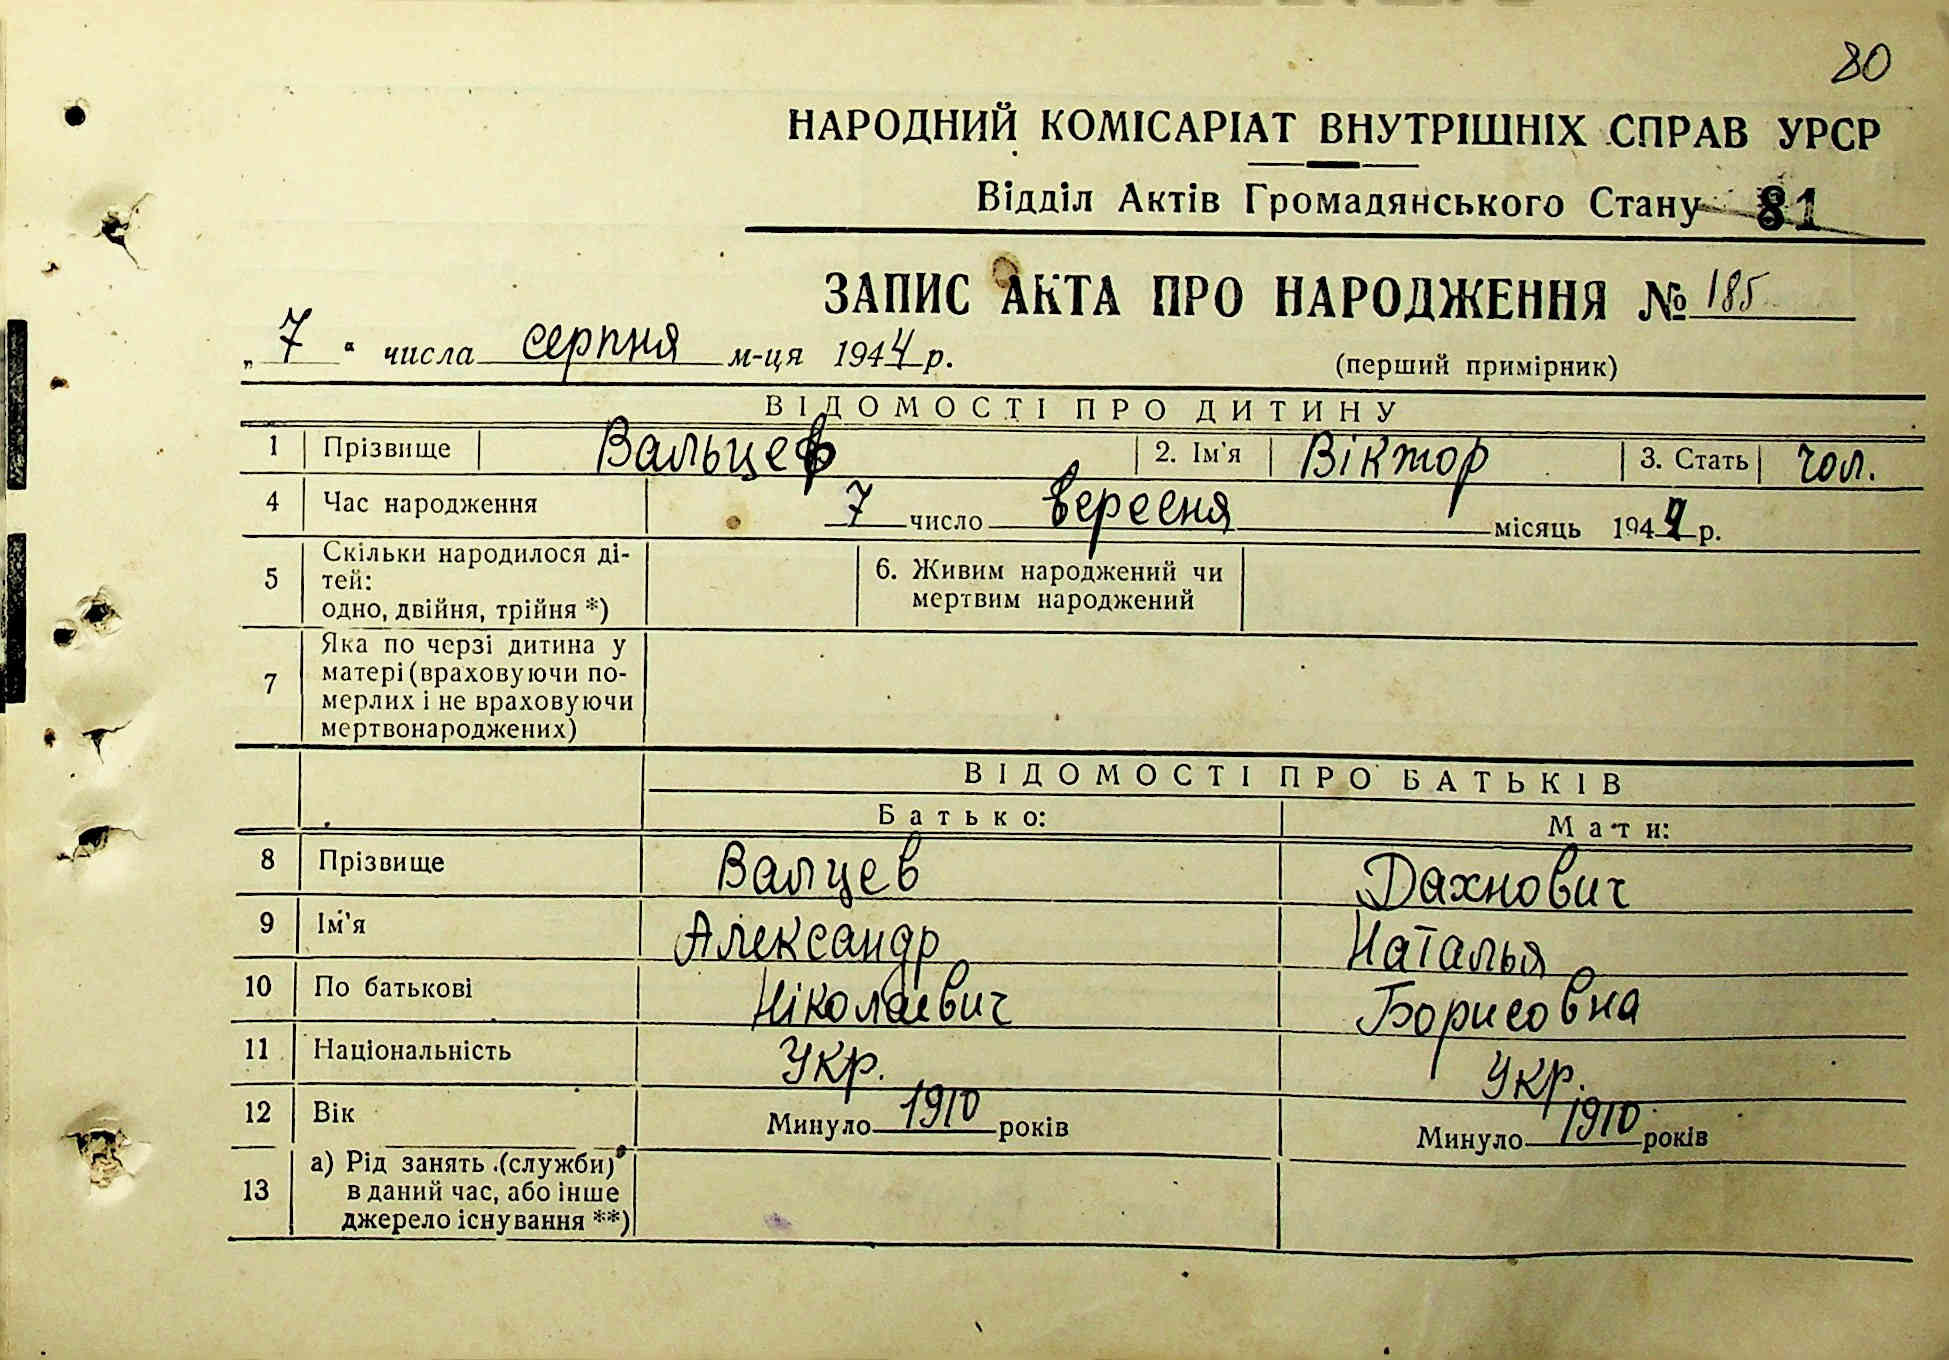 80
НАРОДНИЙ КОМІСАРІАТ ВНУТРІШНІХ СПРАВ УРСР
Відділ Актів Громадянського Стану 81
ЗАПИС АКТА ПРО НАРОДЖЕННЯ № 185
„ 7 “ числа серпня м-ця 1944 р. (перший примірник)
ВІДОМОСТІ ПРО ДИТИНУ
1 Прізвище Вальцев 2. Ім'я Віктор 3. Стать чол.
4 Час народження 7 число вересня місяць 194 р.
5 Скільки народилося ді-
тей:
одно, двійня, трійня *)
6. Живим народжений чи
мертвим народжений
7 Яка по черзі дитина у
матері (враховуючи по-
мерлих і не враховуючи
мертвонароджених)
ВІДОМОСТІ ПРО БАТЬКІВ
Батько: Мати:
8 Прізвище Валцев Дахнович
9 Ім'я Александр Наталья
10 По батькові Ніколаевич Борисовна
11 Національність Укр. Укр.
12 Вік Минуло 1910 років Минуло 1910 років
13 а) Рід занять (служби)
в даний час, або інше
джерело існування **)